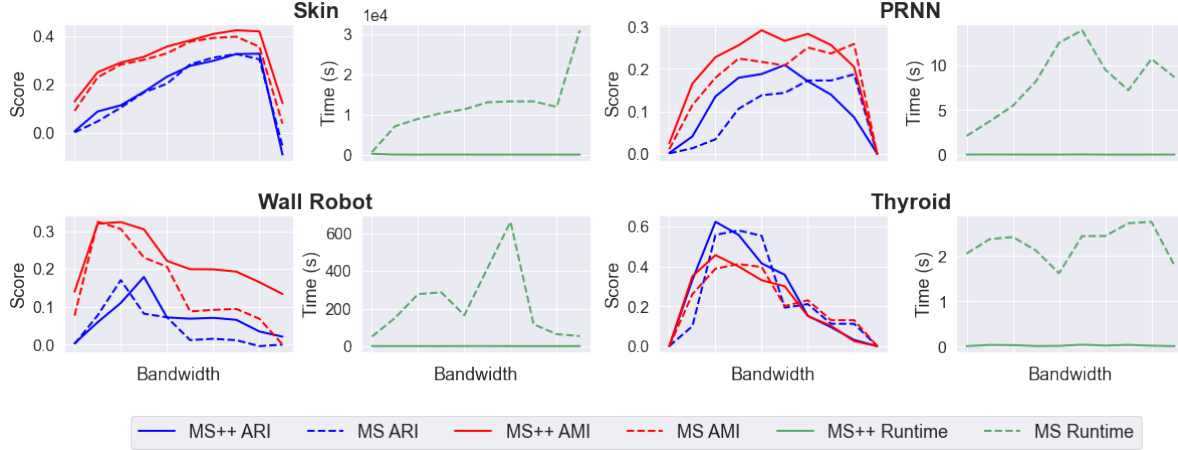 Skin
PRNN
Score
0.4
0.2
0.0
Time (s)
1e4
3
2
1
0
Score
0.3
0.2
0.1
0.0
Time (s)
10
5
0
Wall Robot
Thyroid
Score
0.3
0.2
0.1
0.0
Bandwidth
Time (s)
600
400
200
0
Bandwidth
Score
0.6
0.4
0.2
0.0
Bandwidth
Time (s)
2
1
0
Bandwidth
MS++ ARI MS ARI MS++ AMI MS AMI MS++ Runtime MS Runtime